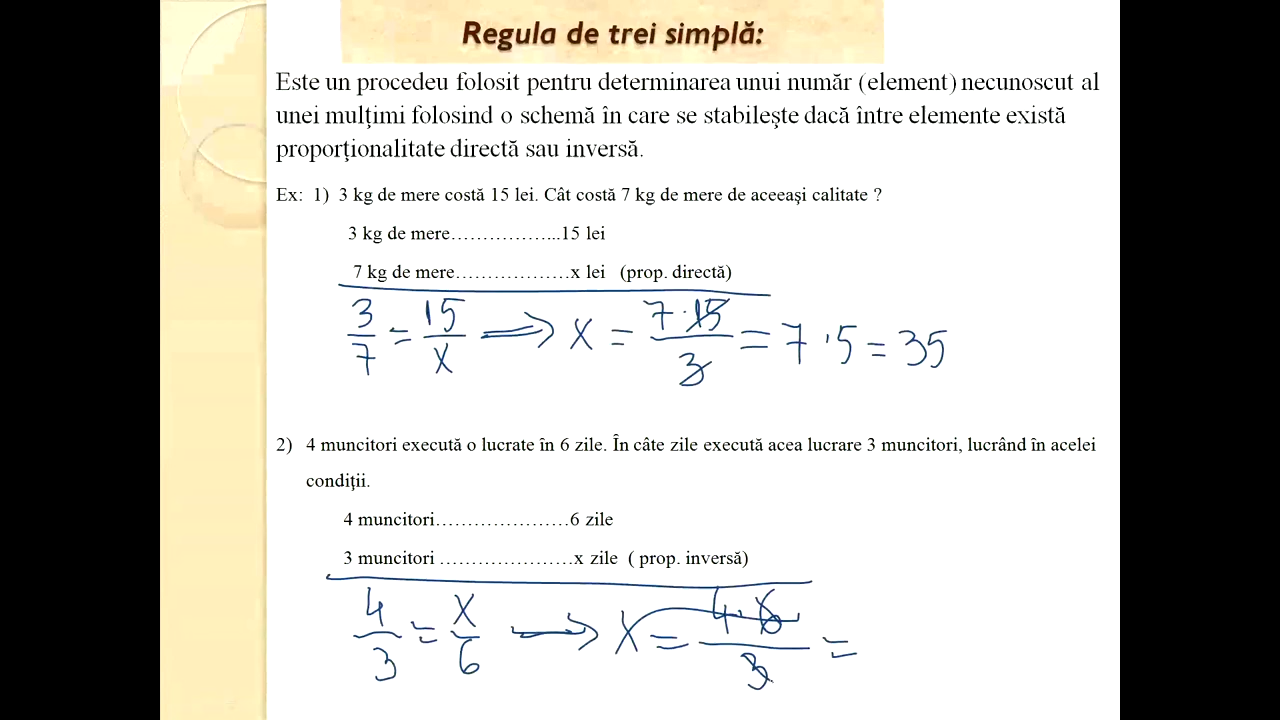 Regula de trei simplă:
Este un procedeu folosit pentru determinarea unui număr (element) necunoscut al
unei mulţimi folosind o schemă în care se stabileşte dacă între elemente există
proporţionalitate directă sau inversă.
Ex: 1) 3 kg de mere costă 15 lei. Cât costă 7 kg de mere de aceeaşi calitate ?
3 kg de mere……………...15 lei
7 kg de mere………………x lei (prop. directă)
3/7 = 15/x ⟹ x = 7·15/3 = 7·5 = 35
2) 4 muncitori execută o lucrate în 6 zile. În câte zile execută acea lucrare 3 muncitori, lucrând în acelei
condiţii.
4 muncitori…………………6 zile
3 muncitori …………………x zile ( prop. inversă)
4/3 = x/6 → x = 4·6/3 =